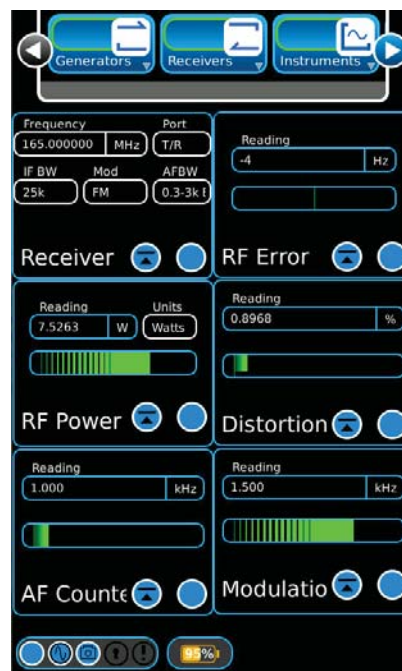 Generators
Receivers
Instruments
Frequency
Port
165.000000
MHz
T/R
IF BW
Mod
AFBW
25k
FM
0.3-3k
Receiver
Reading
-4
Hz
RF Error
Reading
Units
7.5263
W
Watts
RF Power
Reading
0.8968
%
Distortion
Reading
1.000
kHz
AF Counte
Reading
1.500
kHz
Modulatio
95%